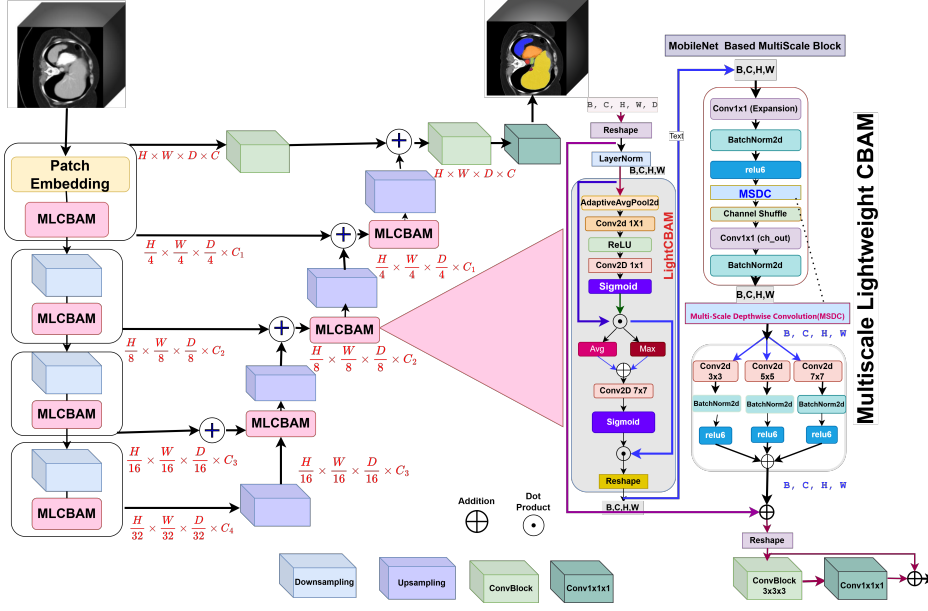 Patch
Embedding
MLCBAM
MLCBAM
MLCBAM
MLCBAM
H × W × D × C
H/4 × W/4 × D/4 × C₁
H/8 × W/8 × D/8 × C₂
H/16 × W/16 × D/16 × C₃
H/32 × W/32 × D/32 × C₄
H × W × D × C
MLCBAM
H/4 × W/4 × D/4 × C₁
MLCBAM
H/8 × W/8 × D/8 × C₂
MLCBAM
H/16 × W/16 × D/16 × C₃
Addition
Dot
Product
Downsampling
Upsampling
ConvBlock
Conv1x1x1
B, C, H, W, D
Reshape
LayerNorm
B,C,H,W
AdaptiveAvgPool2d
Conv2d 1X1
ReLU
Conv2D 1x1
Sigmoid
LightCBAM
Avg
Max
Conv2D 7x7
Sigmoid
Reshape
B,C,H,W
Text
MobileNet Based MultiScale Block
B,C,H,W
Conv1x1 (Expansion)
BatchNorm2d
relu6
MSDC
Channel Shuffle
Conv1x1 (ch_out)
BatchNorm2d
B,C,H,W
Multi-Scale Depthwise Convolution(MSDC)
B, C, H, W
Conv2d
3x3
Conv2d
5x5
Conv2d
7x7
BatchNorm2d
BatchNorm2d
BatchNorm2d
relu6
relu6
relu6
B, C, H, W
Reshape
ConvBlock
3x3x3
Conv1x1x1
Multiscale Lightweight CBAM